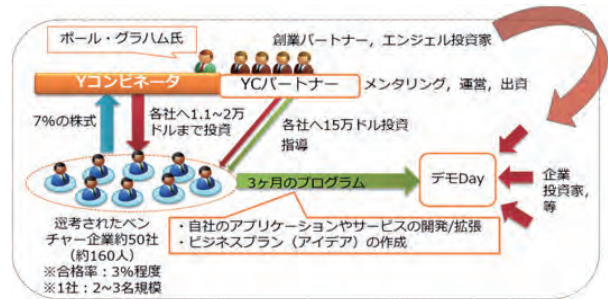 ポール・グラハム氏
創業パートナー，エンジェル投資家
Yコンビネータ
YCパートナー
メンタリング，運営，出資
7%の株式
各社へ1.1~2万
ドルまで投資
各社へ15万ドル投資
指導
3ヶ月のプログラム
デモDay
企業
投資家，
等
選考されたベン
チャー企業約50社
（約160人）
※合格率：3%程度
※1社：2~3名規模
・自社のアプリケーションやサービスの開発/拡張
・ビジネスプラン（アイデア）の作成